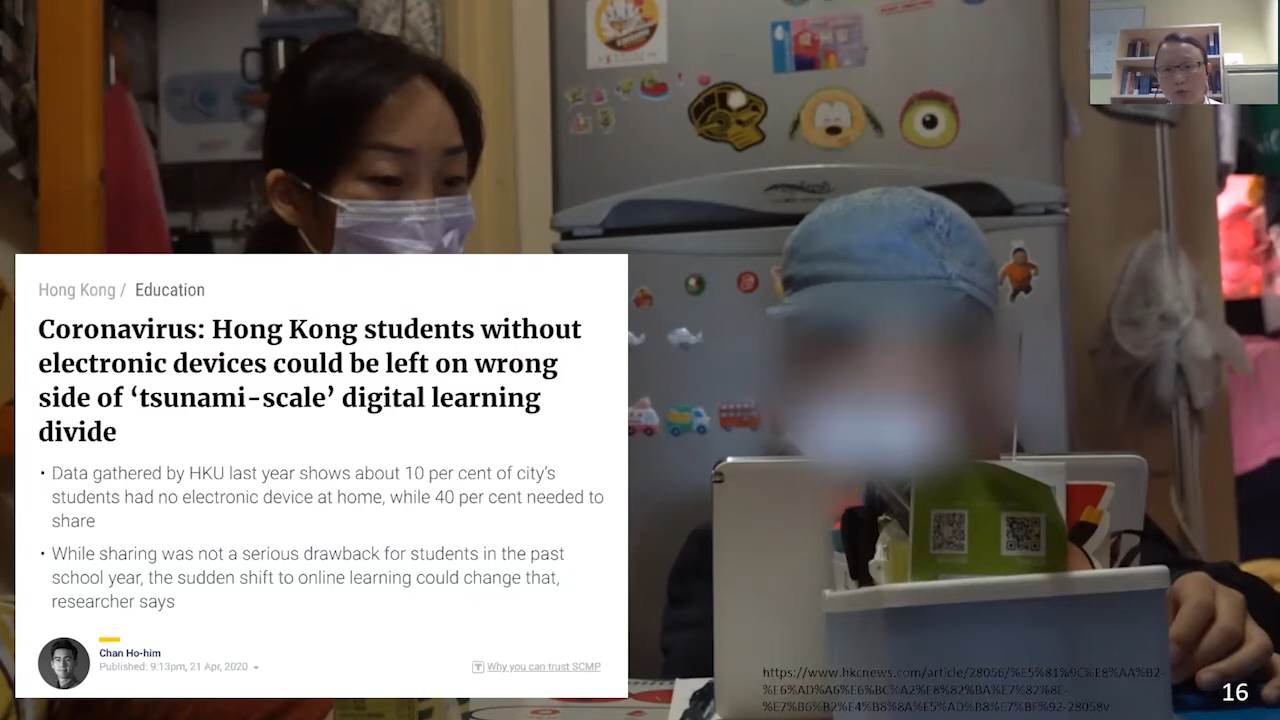 Hong Kong / Education
Coronavirus: Hong Kong students without
electronic devices could be left on wrong
side of ‘tsunami-scale’ digital learning
divide
• Data gathered by HKU last year shows about 10 per cent of city’s
students had no electronic device at home, while 40 per cent needed to
share
• While sharing was not a serious drawback for students in the past
school year, the sudden shift to online learning could change that,
researcher says
Chan Ho-him
Published: 9:13pm, 21 Apr, 2020
Why you can trust SCMP
https://www.hkcnews.com/article/28056/%E5%81%9C%E8%AA%B2-
%E6%AD%A6%E6%BC%A2%E8%82%BA%E7%82%8E-
%E7%B6%B2%E4%B8%8A%E5%AD%B8%E7%BF%92-28058v
16